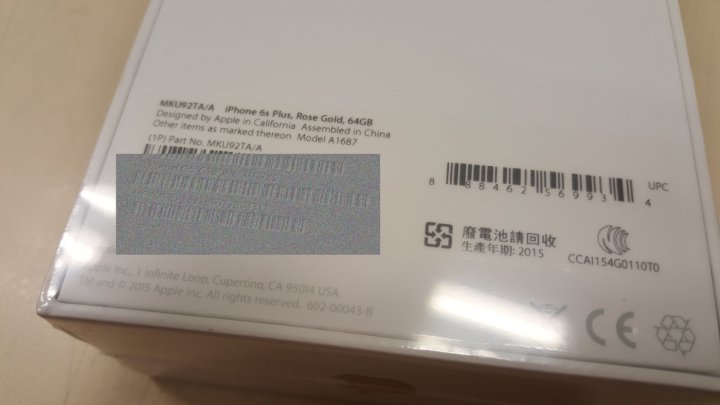 MKU92TA/A iPhone 6s Plus, Rose Gold, 64GB
Designed by Apple in California Assembled in China
Other items as marked thereon Model A1687
(1P) Part No. MKU92TA/A
8 88462 56993 4
UPC
廢電池請回收
生產年期: 2015
CCAI154G0110T0
Apple Inc., 1 Infinite Loop, Cupertino, CA 95014 USA
TM and © 2015 Apple Inc. All rights reserved. 602-00043-B
CE